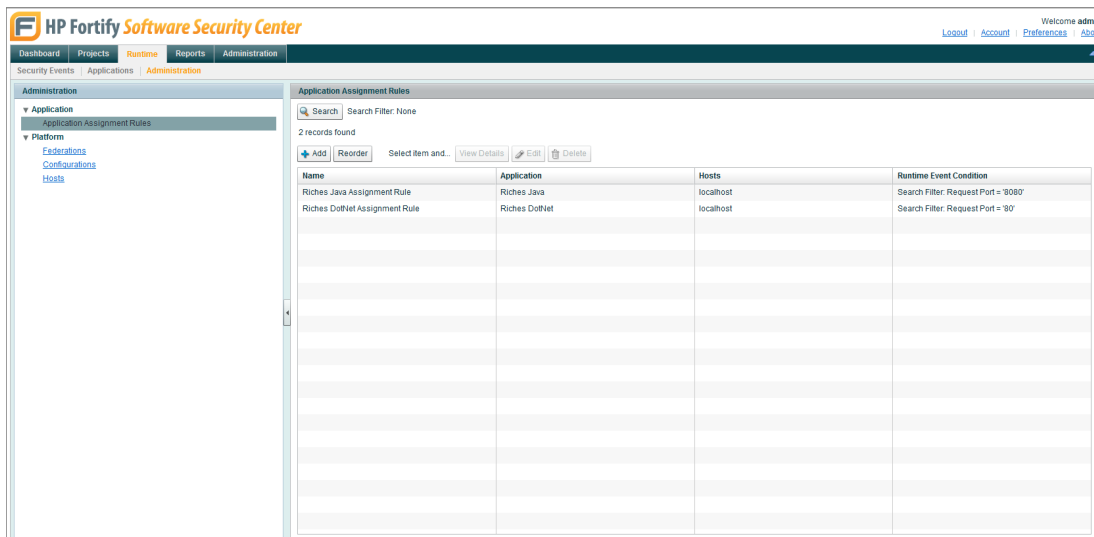 HP Fortify Software Security Center
Welcome adm
Logout | Account | Preferences | Abo
Dashboard Projects Runtime Reports Administration
Security Events | Applications | Administration
Administration
Application
Application Assignment Rules
Platform
Federations
Configurations
Hosts
Application Assignment Rules
Search Search Filter: None
2 records found
Add Reorder Select item and... View Details Edit Delete
Name Application Hosts Runtime Event Condition
Riches Java Assignment Rule Riches Java localhost Search Filter: Request Port = '8080'
Riches DotNet Assignment Rule Riches DotNet localhost Search Filter: Request Port = '80'